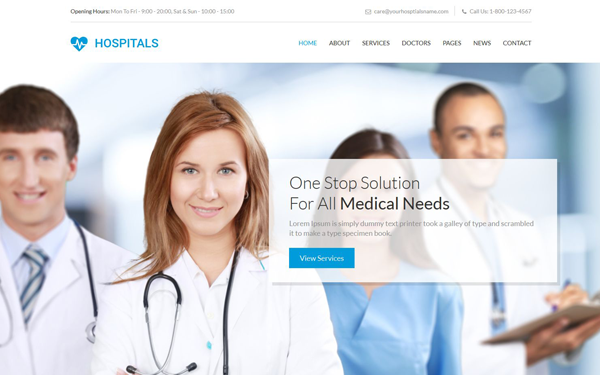 Opening Hours: Mon To Fri - 9:00 - 20:00, Sat & Sun - 10:00 - 15:00
care@yourhospitalsname.com
Call Us: 1-800-123-4567
HOSPITALS
HOME ABOUT SERVICES DOCTORS PAGES NEWS CONTACT
One Stop Solution
For All Medical Needs
Lorem Ipsum is simply dummy text printer took a galley of type and scrambled
it to make a type specimen book.
View Services